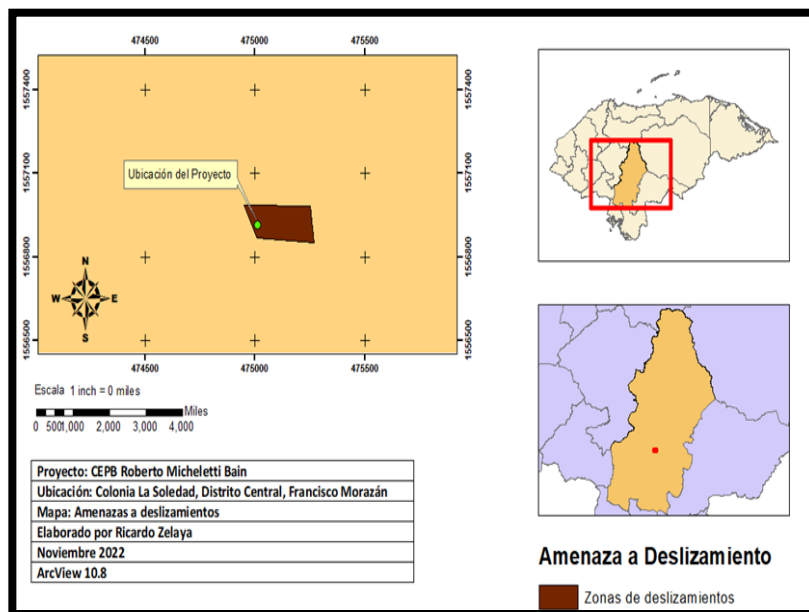 474500 475000 475500
1557400
1557400
Ubicación del Proyecto
1557100
1557100
1556800
1556800
N
W E
S
1556500
1556500
474500 475000 475500
Escala 1 inch = 0 miles
Miles
0 5001,000 2,000 3,000 4,000
Proyecto: CEPB Roberto Micheletti Bain
Ubicación: Colonia La Soledad, Distrito Central, Francisco Morazán
Mapa: Amenazas a deslizamientos
Elaborado por Ricardo Zelaya
Noviembre 2022
ArcView 10.8
Amenaza a Deslizamiento
Zonas de deslizamientos